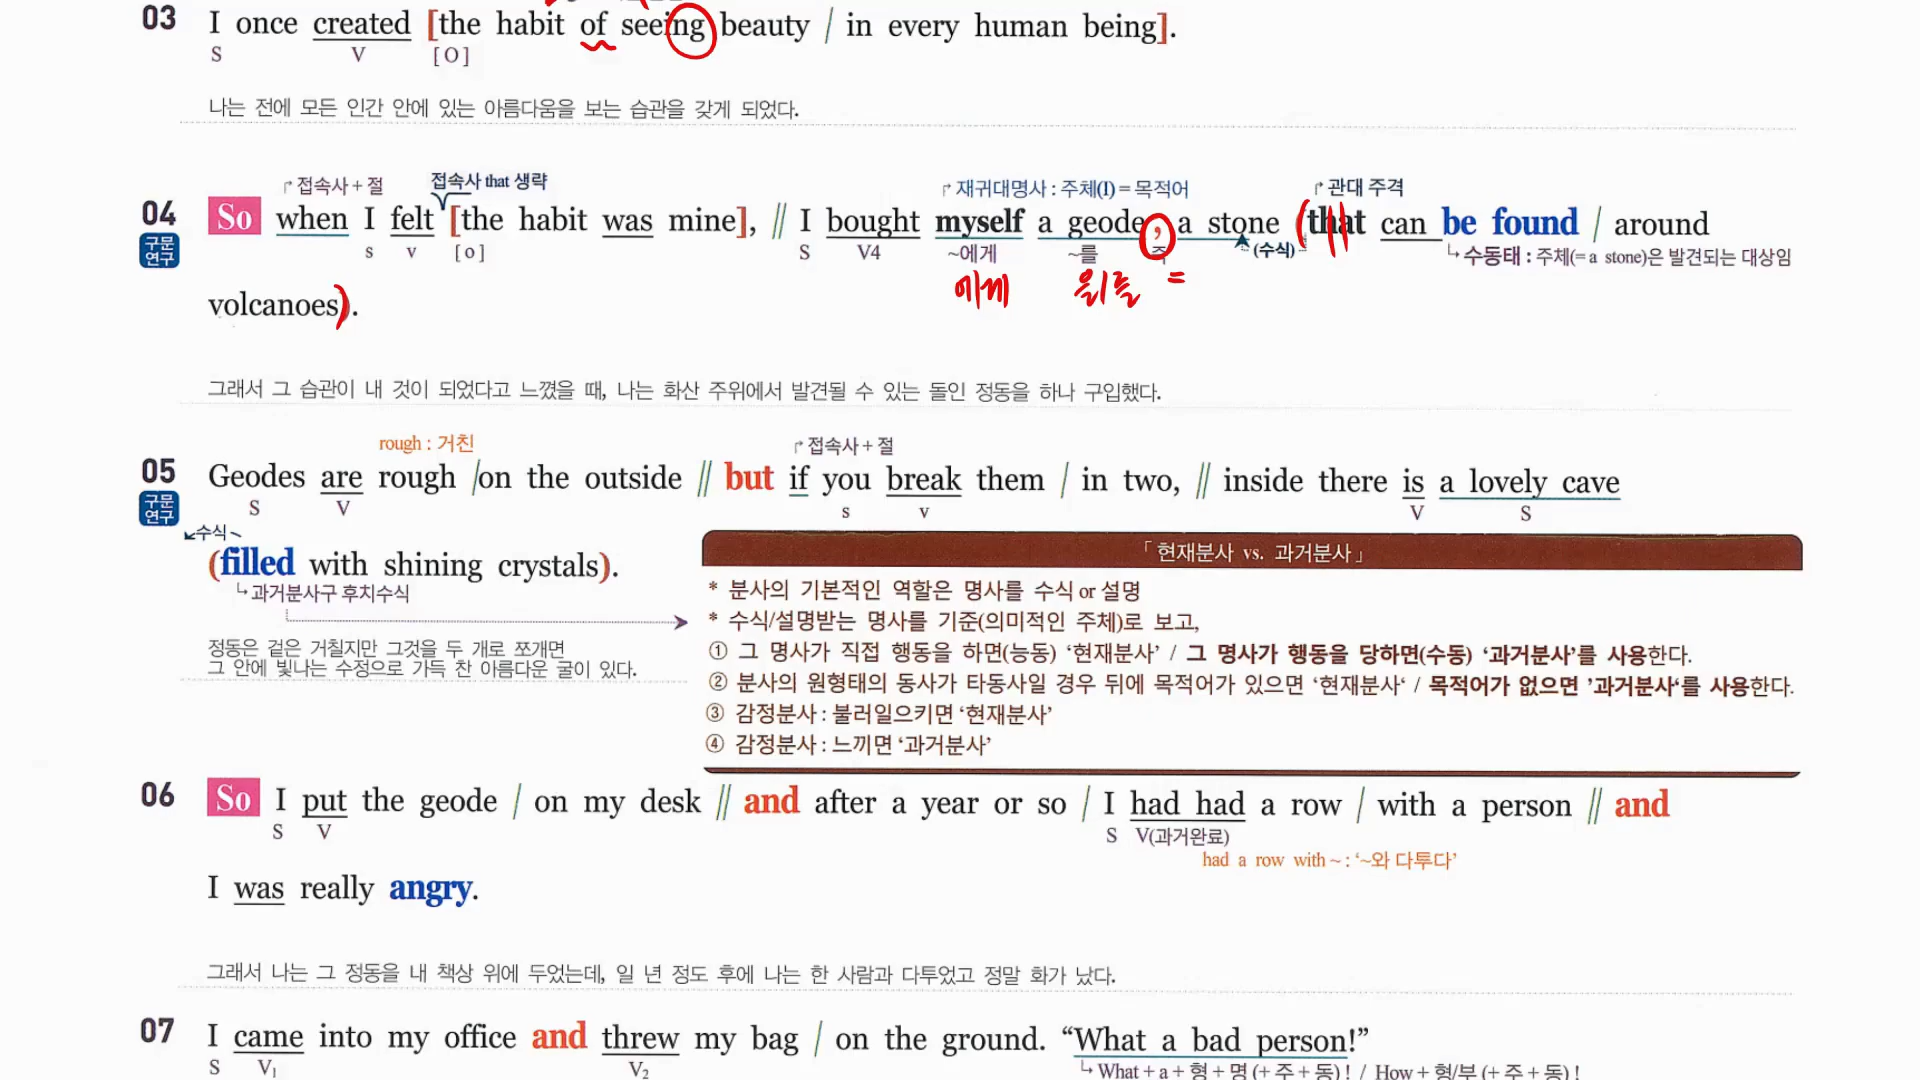 03 I once created [the habit of seeing beauty / in every human being].
S V [O]
나는 전에 모든 인간 안에 있는 아름다움을 보는 습관을 갖게 되었다.
┌ 접속사 + 절 접속사 that 생략 ┌ 재귀대명사 : 주체(I) = 목적어 ┌ 관대 주격
04 So when I felt [the habit was mine], // I bought myself a geode, a stone (that can be found / around
구문연구 s v [o] S V4 ~에게 ~를 (수식) └ 수동태 : 주체(= a stone)은 발견되는 대상임
에게 을/를 =
volcanoes).
그래서 그 습관이 내 것이 되었다고 느꼈을 때, 나는 화산 주위에서 발견될 수 있는 돌인 정동을 하나 구입했다.
rough : 거친 ┌ 접속사 + 절
05 Geodes are rough /on the outside // but if you break them / in two, // inside there is a lovely cave
구문연구 S V s v V S
수식
(filled with shining crystals).
└ 과거분사구 후치수식
정동은 겉은 거칠지만 그것을 두 개로 쪼개면
그 안에 빛나는 수정으로 가득 찬 아름다운 굴이 있다.
「현재분사 vs. 과거분사」
* 분사의 기본적인 역할은 명사를 수식 or 설명
* 수식/설명받는 명사를 기준(의미적인 주체)로 보고,
① 그 명사가 직접 행동을 하면(능동) ‘현재분사’ / 그 명사가 행동을 당하면(수동) ‘과거분사’를 사용한다.
② 분사의 원형태의 동사가 타동사일 경우 뒤에 목적어가 있으면 ‘현재분사‘ / 목적어가 없으면 ’과거분사‘를 사용한다.
③ 감정분사 : 불러일으키면 ‘현재분사’
④ 감정분사 : 느끼면 ‘과거분사’
06 So I put the geode / on my desk // and after a year or so / I had had a row / with a person // and
S V S V(과거완료)
had a row with ~ : ‘~와 다투다’
I was really angry.
그래서 나는 그 정동을 내 책상 위에 두었는데, 일 년 정도 후에 나는 한 사람과 다투었고 정말 화가 났다.
07 I came into my office and threw my bag / on the ground. “What a bad person!”
S V1 V2 └ What + a + 형 + 명 (+ 주 + 동) ! / How + 형/부 (+ 주 + 동) !